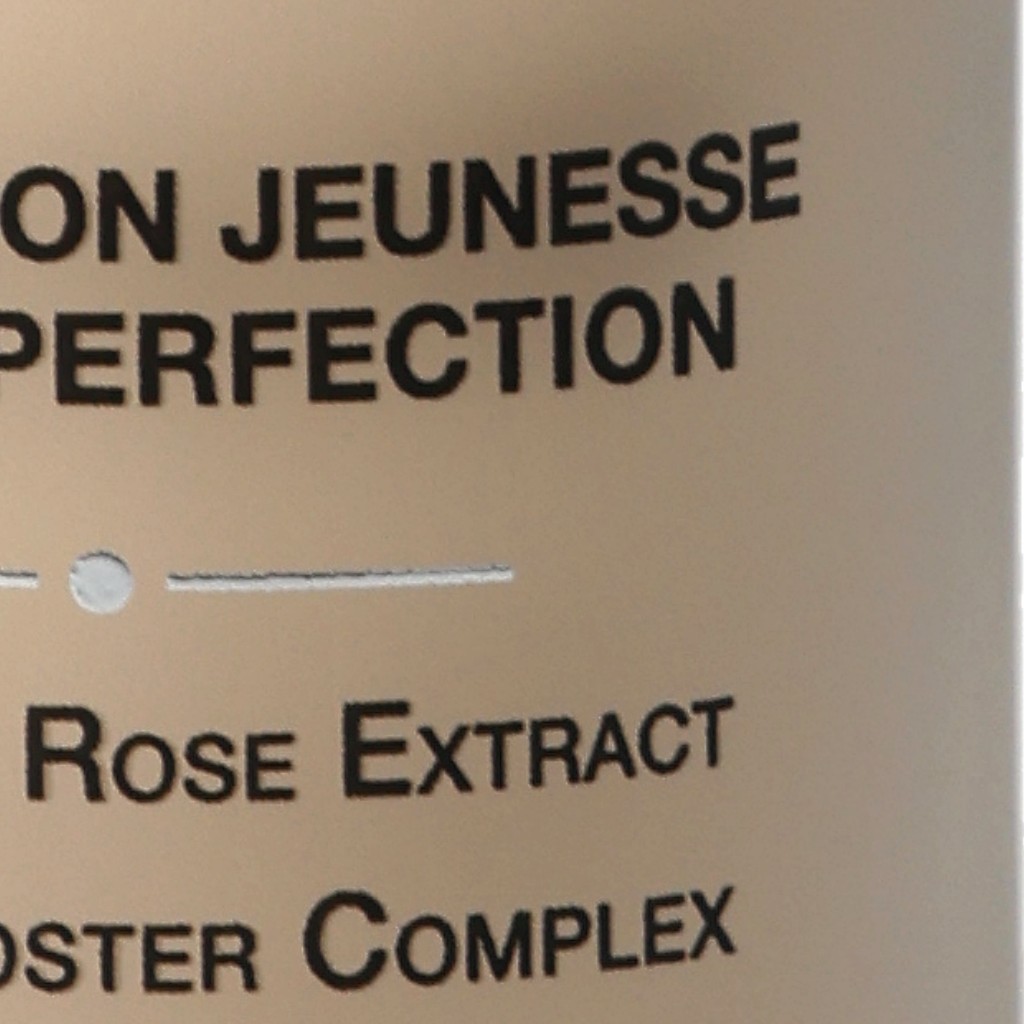 ON JEUNESSE
PERFECTION
ROSE EXTRACT
OSTER COMPLEX